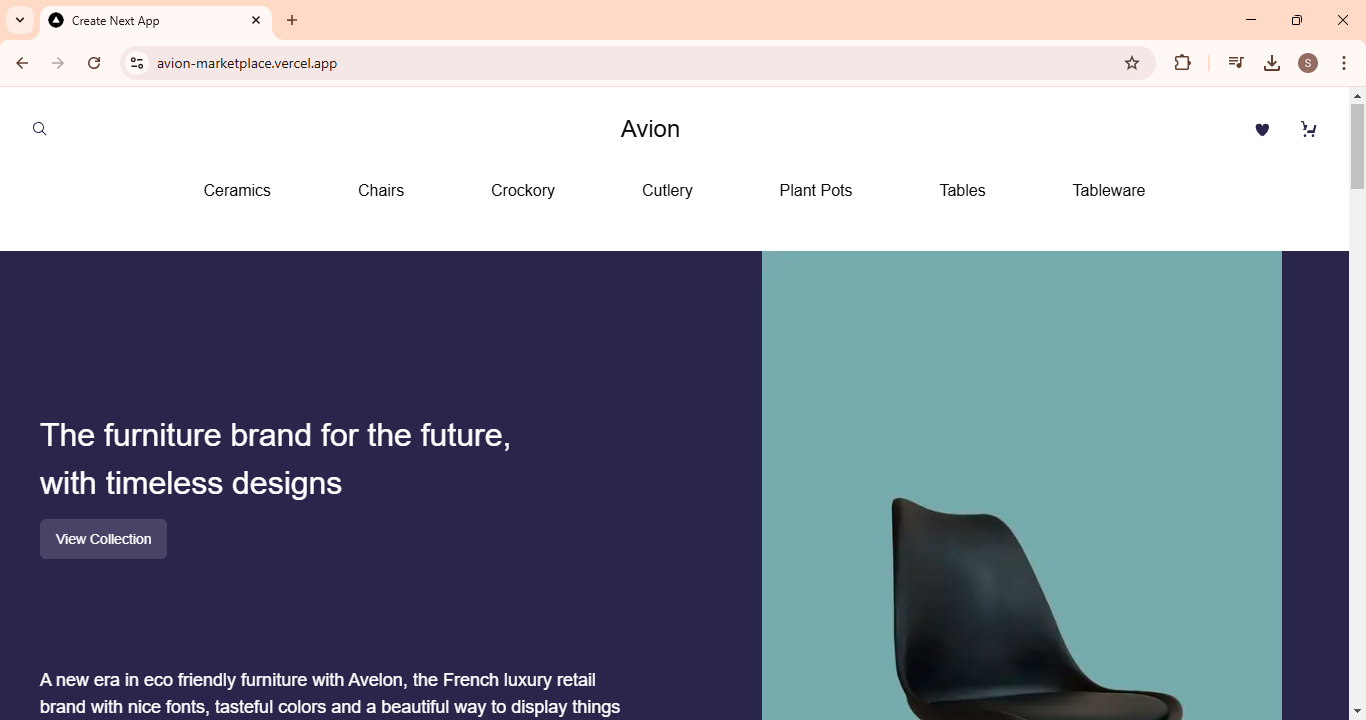 Create Next App
avion-marketplace.vercel.app
S
Avion
Ceramics Chairs Crockory Cutlery Plant Pots Tables Tableware
The furniture brand for the future,
with timeless designs
View Collection
A new era in eco friendly furniture with Avelon, the French luxury retail
brand with nice fonts, tasteful colors and a beautiful way to display things